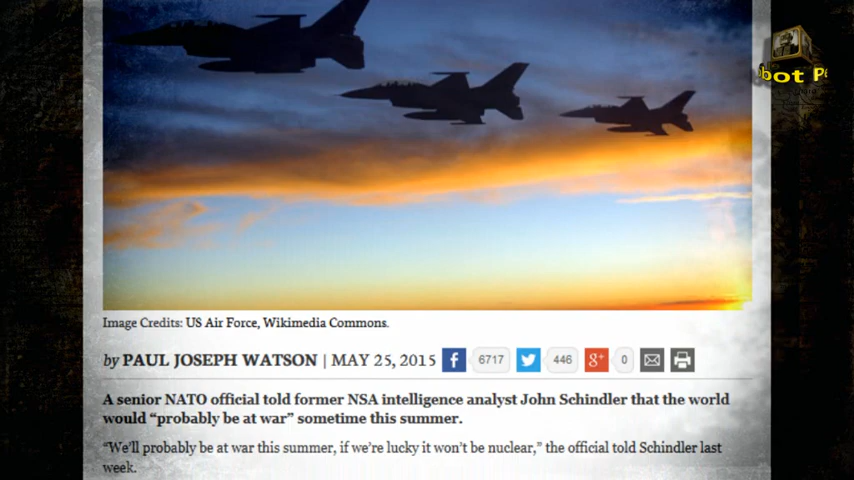 obot Pe
Image Credits: US Air Force, Wikimedia Commons.
by PAUL JOSEPH WATSON | MAY 25, 2015 f 6717 446 g+ 0
A senior NATO official told former NSA intelligence analyst John Schindler that the world
would “probably be at war” sometime this summer.
“We’ll probably be at war this summer, if we’re lucky it won’t be nuclear,” the official told Schindler last
week.